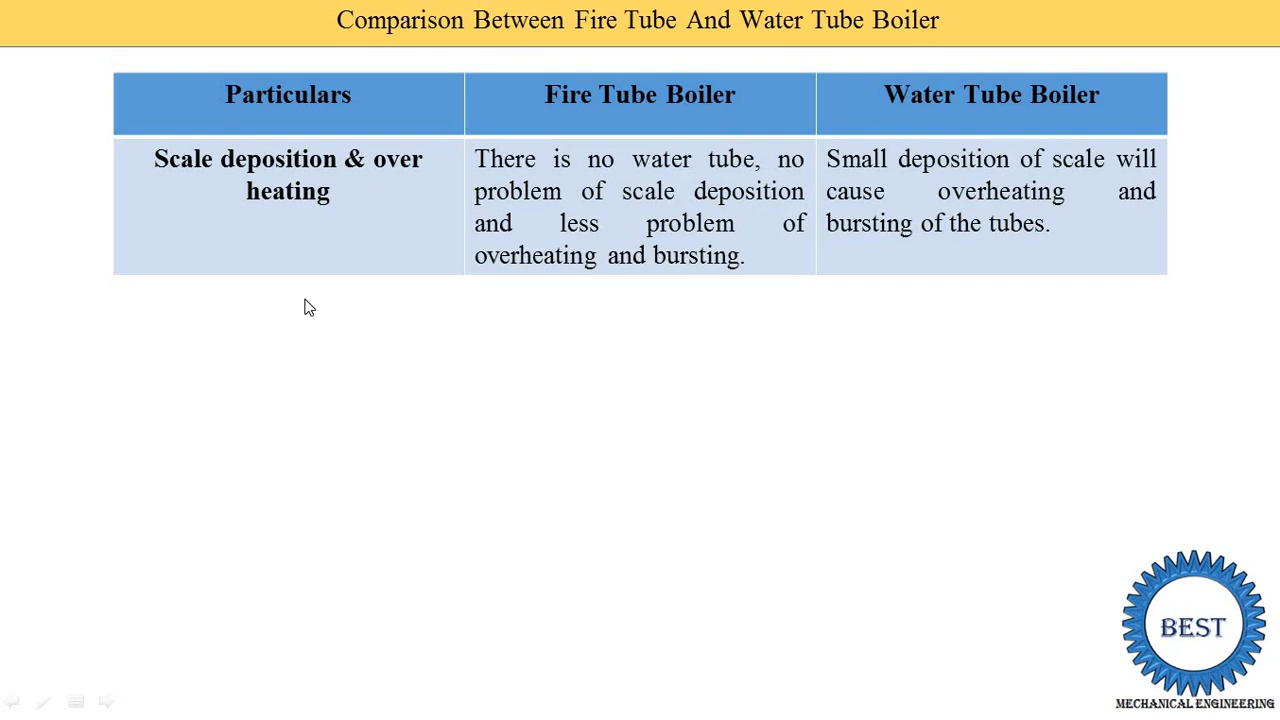 Comparison Between Fire Tube And Water Tube Boiler
Particulars
Fire Tube Boiler
Water Tube Boiler
Scale deposition & over
heating
There is no water tube, no
problem of scale deposition
and less problem of
overheating and bursting.
Small deposition of scale will
cause overheating and
bursting of the tubes.
BEST
MECHANICAL ENGINEERING